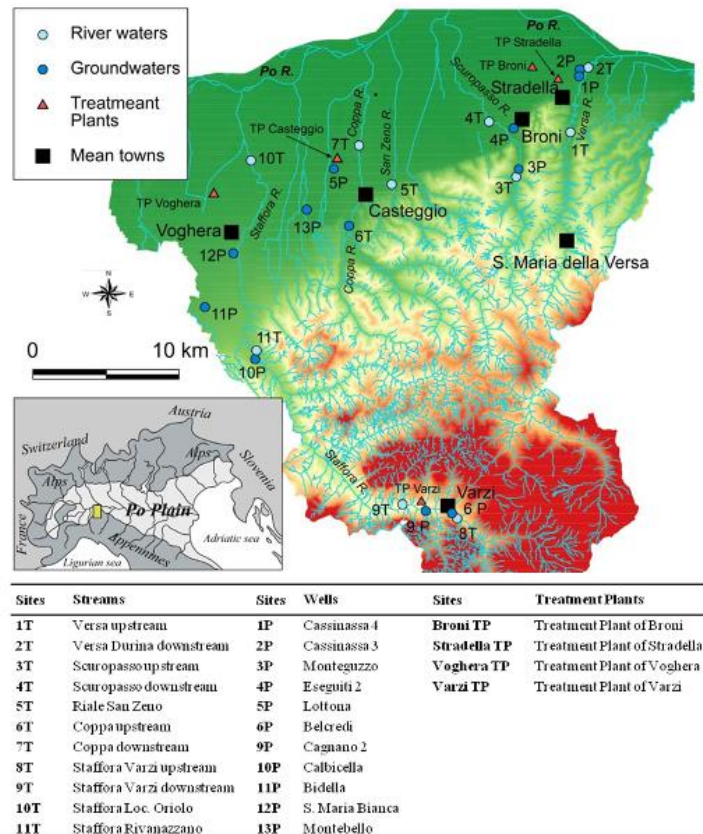 River waters
Groundwaters
Treatmeant
Plants
Mean towns
Po R.
Po R.
TP Stradella
TP Broni
2P
2T
Stradella
1P
Scuropasso R.
Versa R.
4T
Broni
4P
1T
3P
3T
Coppa R.
San Zeno R.
TP Casteggio
7T
10T
5P
5T
TP Voghera
Staffora R.
Casteggio
13P
6T
Voghera
12P
Coppa R.
S. Maria della Versa
N
W
E
S
11P
0 10 km
11T
10P
Staffora R.
TP Varzi
Varzi
9T
6 P
9 P
8T
Austria
Switzerland
Alps
Alps
Slovenia
France
Po Plain
Adriatic sea
Appennines
Ligurian sea
Sites Streams Sites Wells Sites Treatment Plants
1T Versa upstream 1P Cassinassa 4 Broni TP Treatment Plant of Broni
2T Versa Durina downstream 2P Cassinassa 3 Stradella TP Treatment Plant of Stradella
3T Scuropasso upstream 3P Monteguzzo Voghera TP Treatment Plant of Voghera
4T Scuropasso downstream 4P Eseguiti 2 Varzi TP Treatment Plant of Varzi
5T Riale San Zeno 5P Lottona
6T Coppa upstream 6P Belcredi
7T Coppa downstream 9P Cagnano 2
8T Staffora Varzi upstream 10P Calbicella
9T Staffora Varzi downstream 11P Bidella
10T Staffora Loc. Oriolo 12P S. Maria Bianca
11T Staffora Rivanazzano 13P Montebello